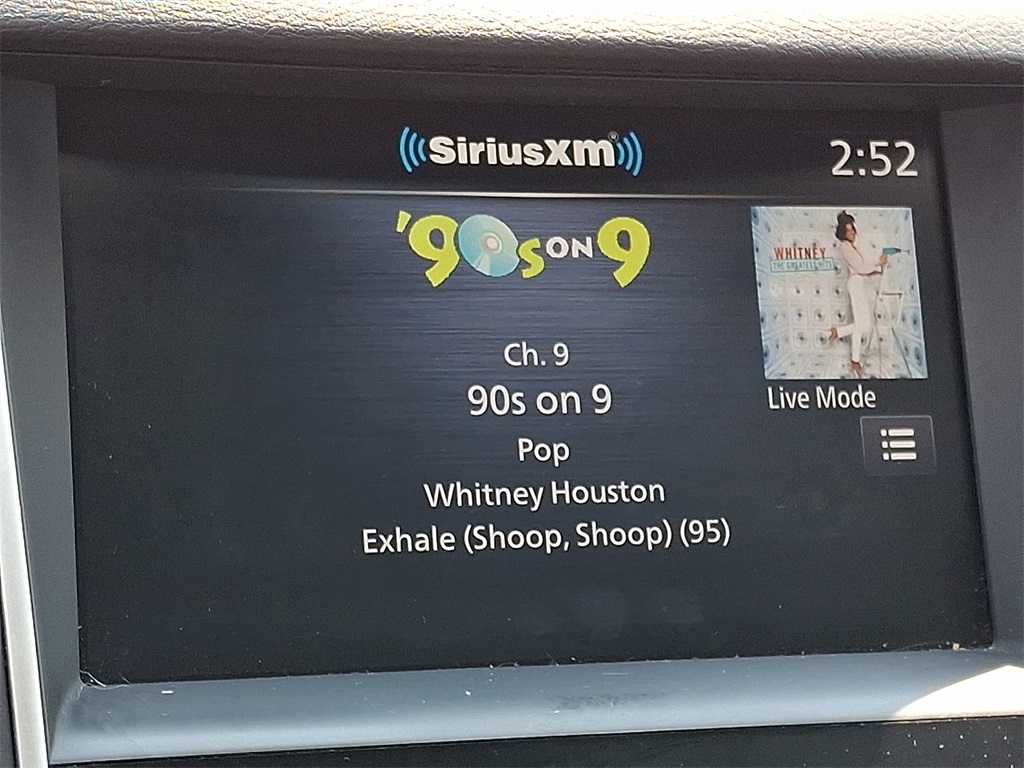 SiriusXM®
2:52
'90s ON 9
WHITNEY
THE GREATEST HITS
Ch. 9
90s on 9
Live Mode
Pop
Whitney Houston
Exhale (Shoop, Shoop) (95)